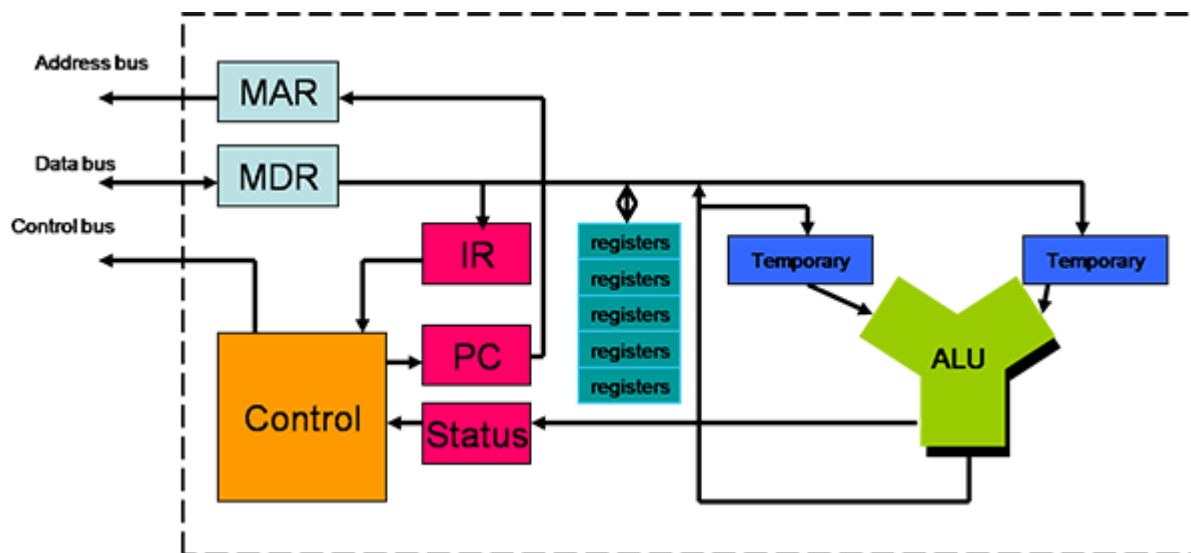 Address bus
MAR
Data bus
MDR
Control bus
IR
registers
registers
registers
registers
registers
Temporary
Temporary
PC
ALU
Control
Status